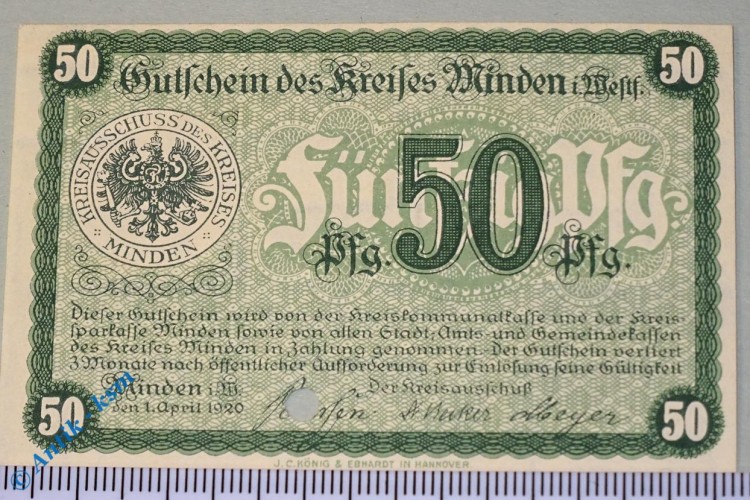 50 50
Gutschein des Kreises Minden i. Westf.
KREISAUSSCHUSS DES KREISES
MINDEN
Fünfzig Pfg.
Pfg. 50 Pfg.
Dieser Gutschein wird von der Kreiskommunalkasse und der Kreis-
sparkasse Minden sowie von allen Stadt-, Amts- und Gemeindekassen
des Kreises Minden in Zahlung genommen. Der Gutschein verliert
3 Monate nach öffentlicher Aufforderung zur Einlösung seine Gültigkeit
Minden i. W. Der Kreisausschuß
den 1. April 1920
Becker Meyer
50 50
J. C. KÖNIG & EBHARDT IN HANNOVER